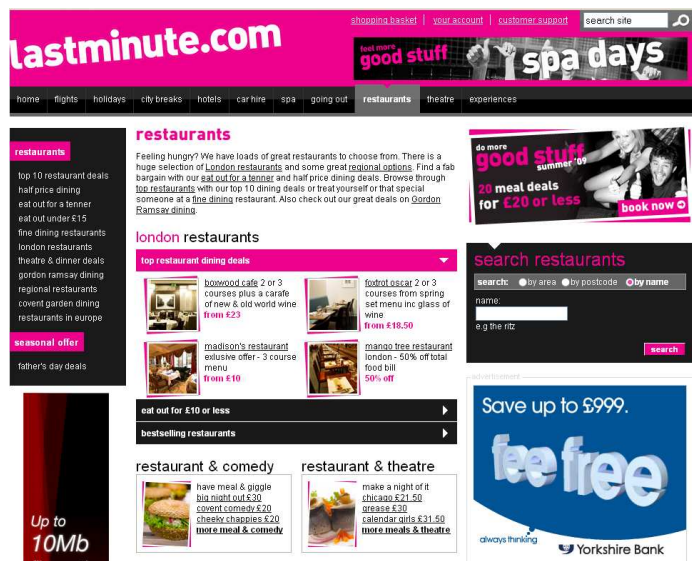 shopping basket | your account | customer support
search site
lastminute.com
feel more
good stuff
spa days
home flights holidays city breaks hotels car hire spa going out restaurants theatre experiences
restaurants
top 10 restaurant deals
half price dining
eat out for a tenner
eat out under £15
fine dining restaurants
london restaurants
theatre & dinner deals
gordon ramsay dining
regional restaurants
covent garden dining
restaurants in europe
seasonal offer
father's day deals
Up to
10Mb
restaurants
Feeling hungry? We have loads of great restaurants to choose from. There is a
huge selection of London restaurants and some great regional options. Find a fab
bargain with our eat out for a tenner and half price dining deals. Browse through
top restaurants with our top 10 dining deals or treat yourself or that special
someone at a fine dining restaurant. Also check out our great deals on Gordon
Ramsay dining.
london restaurants
top restaurant dining deals
boxwood cafe 2 or 3
courses plus a carafe
of new & old world wine
from £23
foxtrot oscar 2 or 3
courses from spring
set menu inc glass of
wine
from £18.50
madison's restaurant
exlusive offer - 3 course
menu
from £10
mango tree restaurant
london - 50% off total
food bill
50% off
eat out for £10 or less
bestselling restaurants
restaurant & comedy
have meal & giggle
big night out £30
covent comedy £20
cheeky chappies £20
more meal & comedy
restaurant & theatre
make a night of it
chicago £21.50
grease £30
calendar girls £31.50
more meals & theatre
do more
good stuff
summer '09
20 meal deals
for £20 or less
book now
search restaurants
search: by area by postcode by name
name:
e.g the ritz
search
advertisement
Save up to £999.
fee free
always thinking
Yorkshire Bank